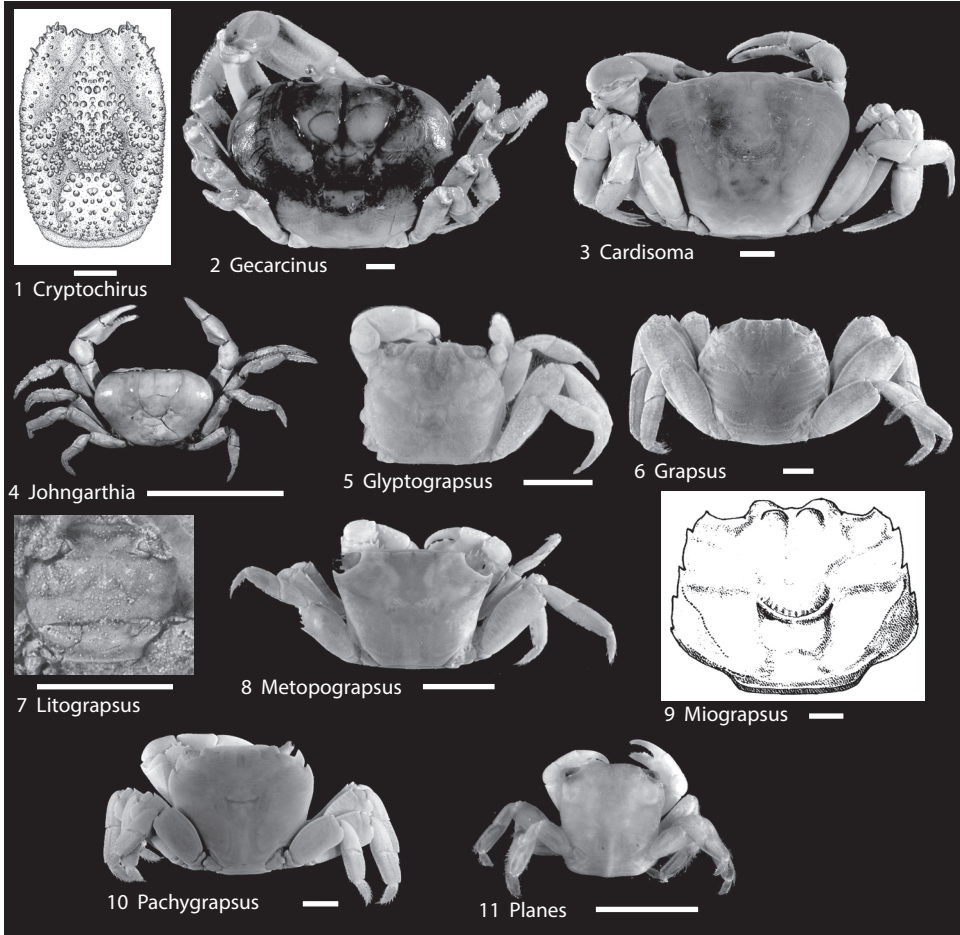 1 Cryptochirus
2 Gecarcinus
3 Cardisoma
4 Johngarthia
5 Glyptograpsus
6 Grapsus
7 Litograpsus
8 Metopograpsus
9 Miograpsus
10 Pachygrapsus
11 Planes